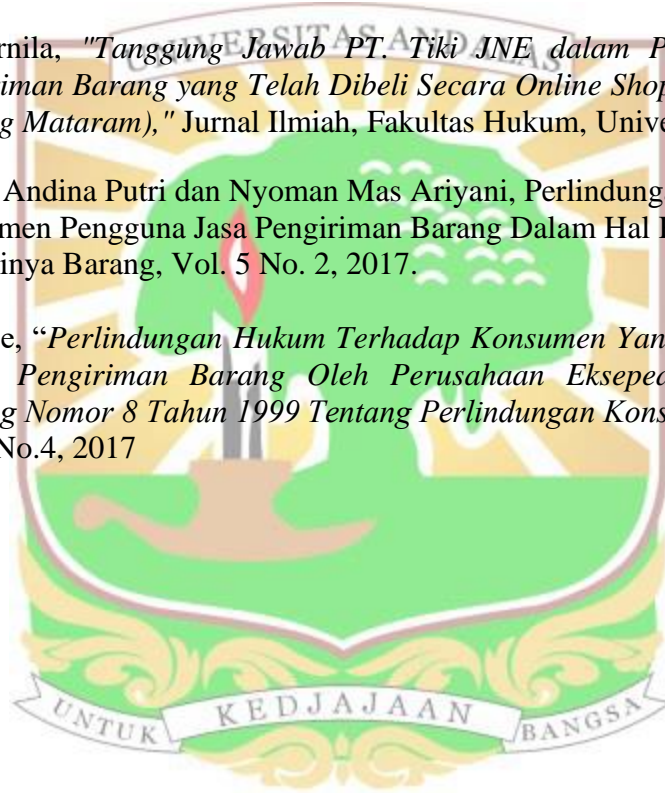 rnila, "Tanggung Jawab PT. Tiki JNE dalam P
UNIVERSITAS ANDALAS
riman Barang yang Telah Dibeli Secara Online Shop
g Mataram)," Jurnal Ilmiah, Fakultas Hukum, Unive
Andina Putri dan Nyoman Mas Ariyani, Perlindung
men Pengguna Jasa Pengiriman Barang Dalam Hal
inya Barang, Vol. 5 No. 2, 2017.
e, “Perlindungan Hukum Terhadap Konsumen Yan
Pengiriman Barang Oleh Perusahaan Eksepe
g Nomor 8 Tahun 1999 Tentang Perlindungan Kons
No.4, 2017
UNTUK KEDJAJAAN BANGSA